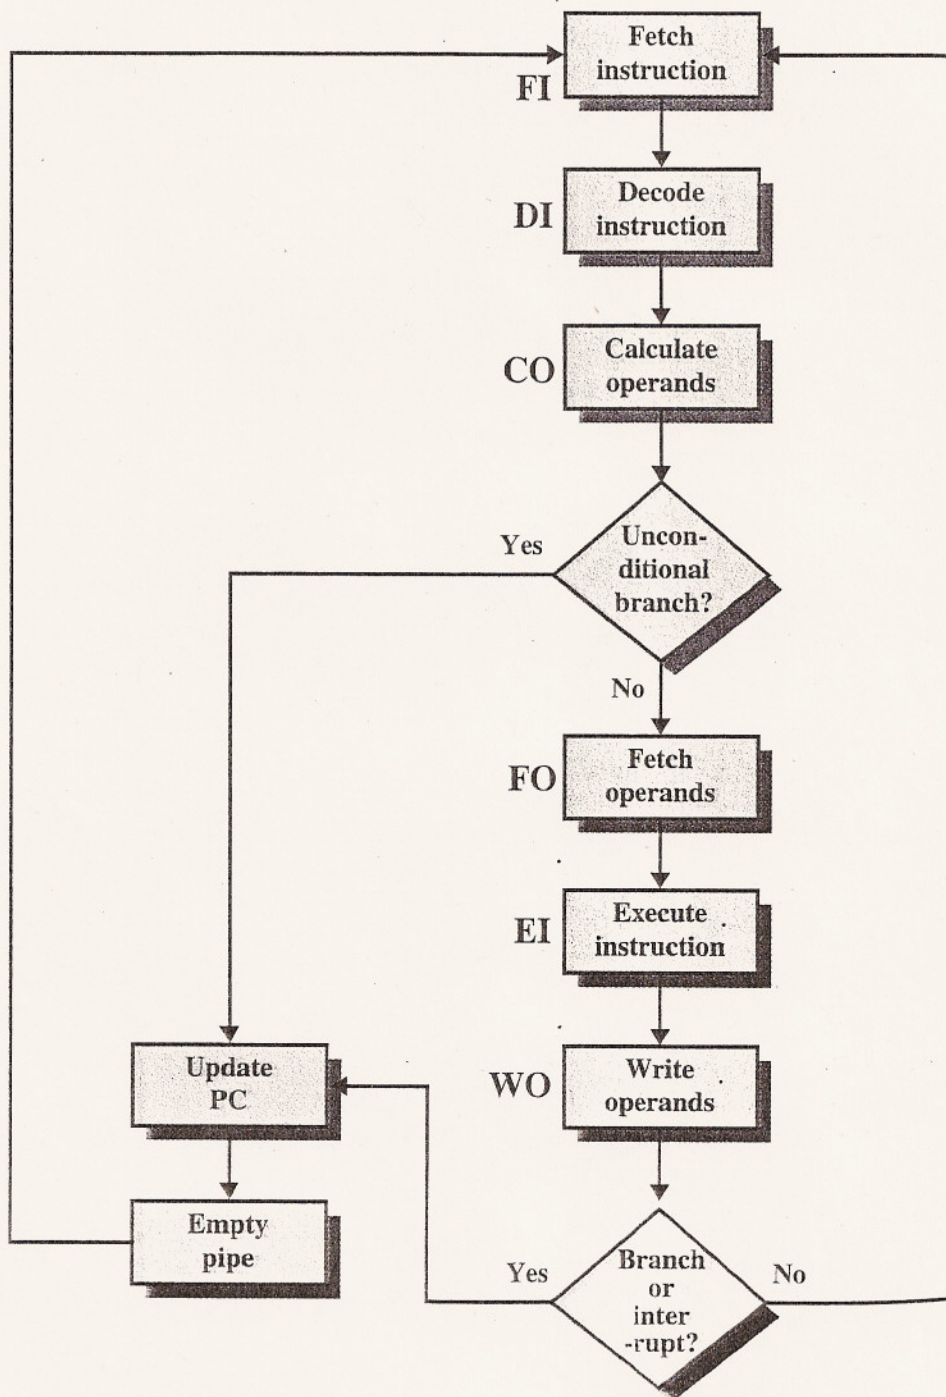 Fetch
instruction
FI
Decode
instruction
DI
Calculate
operands
CO
Uncon-
ditional
branch?
Yes
No
Fetch
operands
FO
Execute
instruction
EI
Update
PC
Write
operands
WO
Empty
pipe
Yes
Branch
or
inter
-rupt?
No